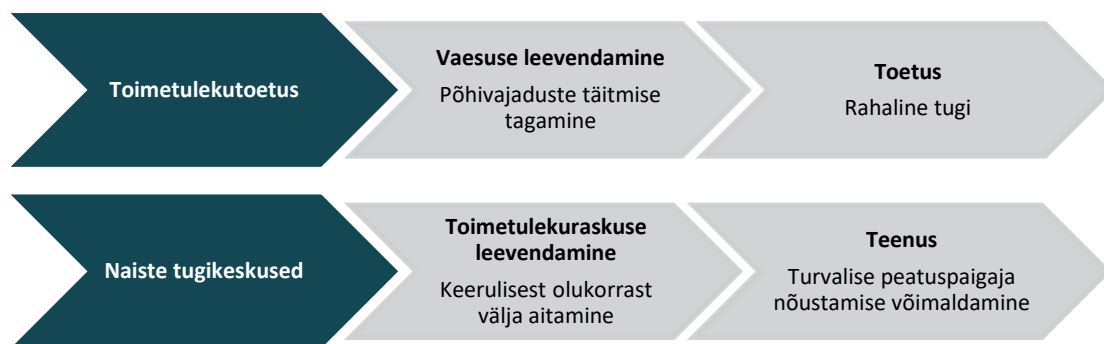 Toimetulekutoetus
Vaesuse leevendamine
Põhivajaduste täitmise
tagamine
Toetus
Rahaline tugi
Naiste tugikeskused
Toimetulekuraskuse
leevendamine
Keerulisest olukorrast
välja aitamine
Teenus
Turvalise peatuspaigaja
nõustamise võimaldamine